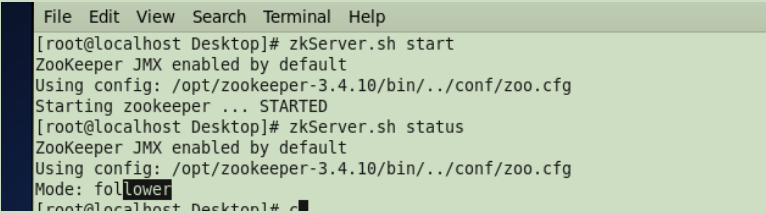 File Edit View Search Terminal Help
[root@localhost Desktop]# zkServer.sh start
ZooKeeper JMX enabled by default
Using config: /opt/zookeeper-3.4.10/bin/../conf/zoo.cfg
Starting zookeeper ... STARTED
[root@localhost Desktop]# zkServer.sh status
ZooKeeper JMX enabled by default
Using config: /opt/zookeeper-3.4.10/bin/../conf/zoo.cfg
Mode: follower
[root@localhost Desktop]# c